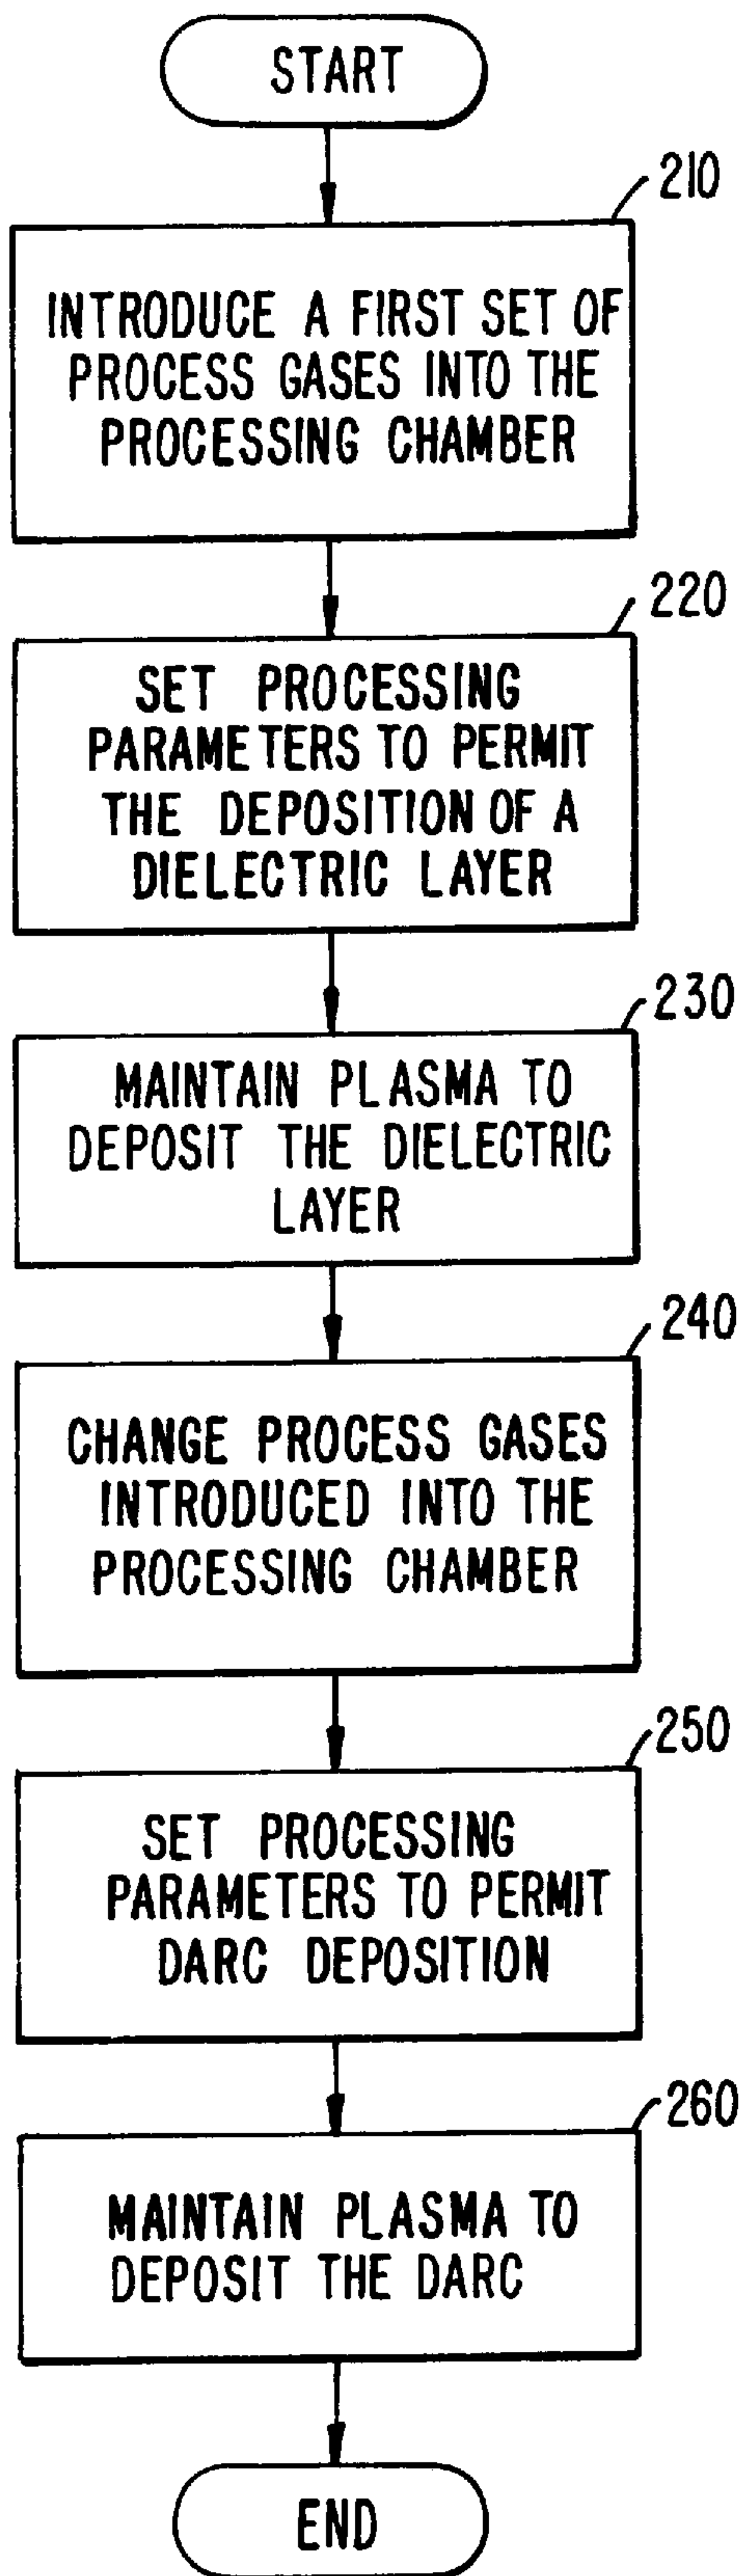 START
210
INTRODUCE A FIRST SET OF
PROCESS GASES INTO THE
PROCESSING CHAMBER
220
SET PROCESSING
PARAMETERS TO PERMIT
THE DEPOSITION OF A
DIELECTRIC LAYER
230
MAINTAIN PLASMA TO
DEPOSIT THE DIELECTRIC
LAYER
240
CHANGE PROCESS GASES
INTRODUCED INTO THE
PROCESSING CHAMBER
250
SET PROCESSING
PARAMETERS TO PERMIT
DARC DEPOSITION
260
MAINTAIN PLASMA TO
DEPOSIT THE DARC
END